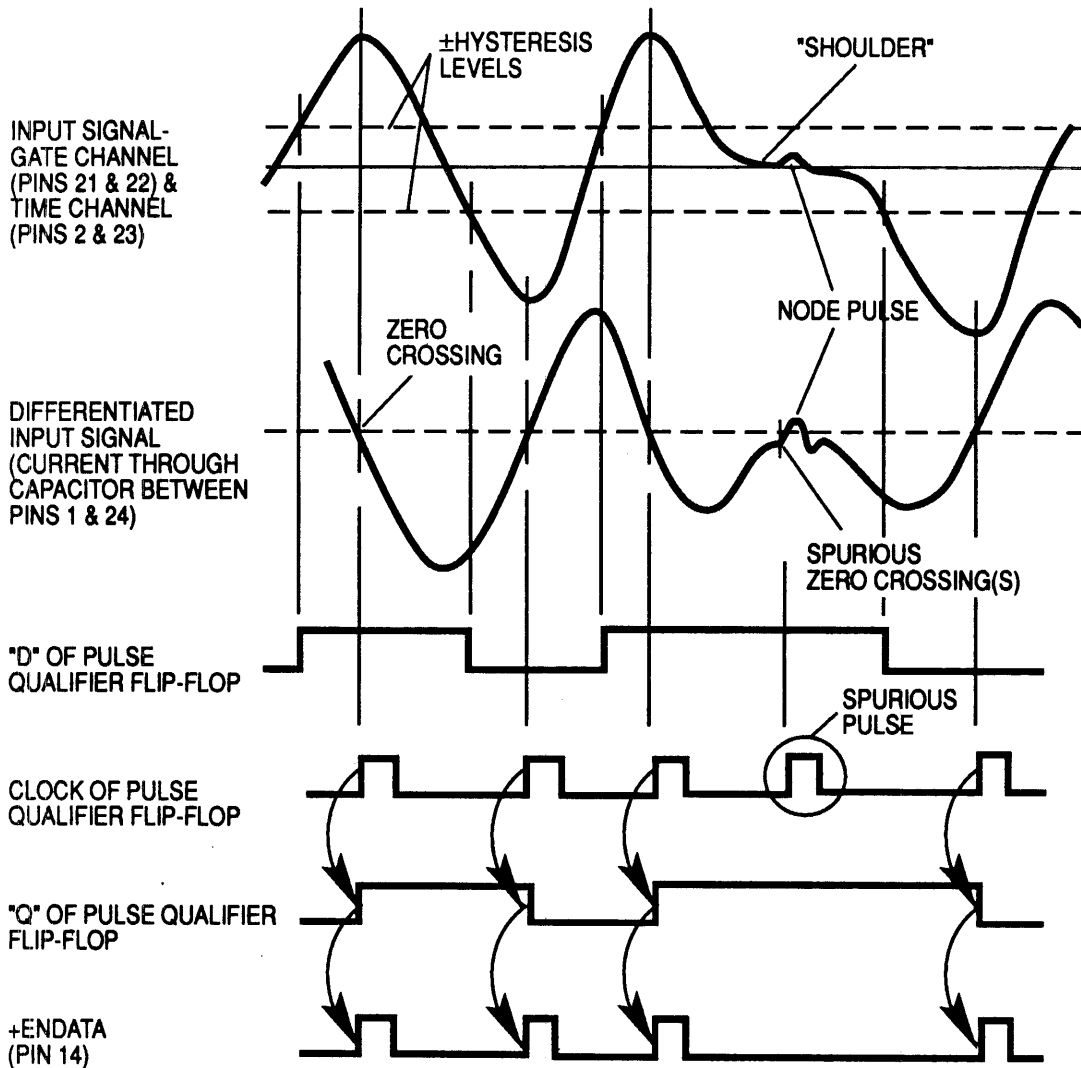 ±HYSTERESIS
LEVELS
"SHOULDER"
INPUT SIGNAL-
GATE CHANNEL
(PINS 21 & 22) &
TIME CHANNEL
(PINS 2 & 23)
NODE PULSE
ZERO
CROSSING
DIFFERENTIATED
INPUT SIGNAL
(CURRENT THROUGH
CAPACITOR BETWEEN
PINS 1 & 24)
SPURIOUS
ZERO CROSSING(S)
"D" OF PULSE
QUALIFIER FLIP-FLOP
SPURIOUS
PULSE
CLOCK OF PULSE
QUALIFIER FLIP-FLOP
"Q" OF PULSE QUALIFIER
FLIP-FLOP
+ENDATA
(PIN 14)